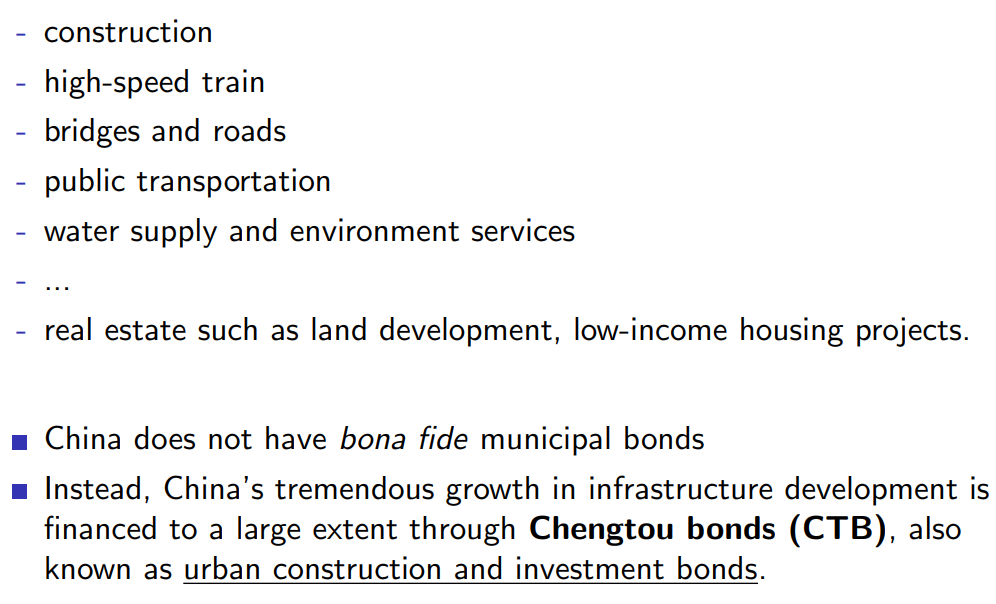 - construction
- high-speed train
- bridges and roads
- public transportation
- water supply and environment services
- ...
- real estate such as land development, low-income housing projects.
■ China does not have bona fide municipal bonds
■ Instead, China's tremendous growth in infrastructure development is
financed to a large extent through Chengtou bonds (CTB), also
known as urban construction and investment bonds.